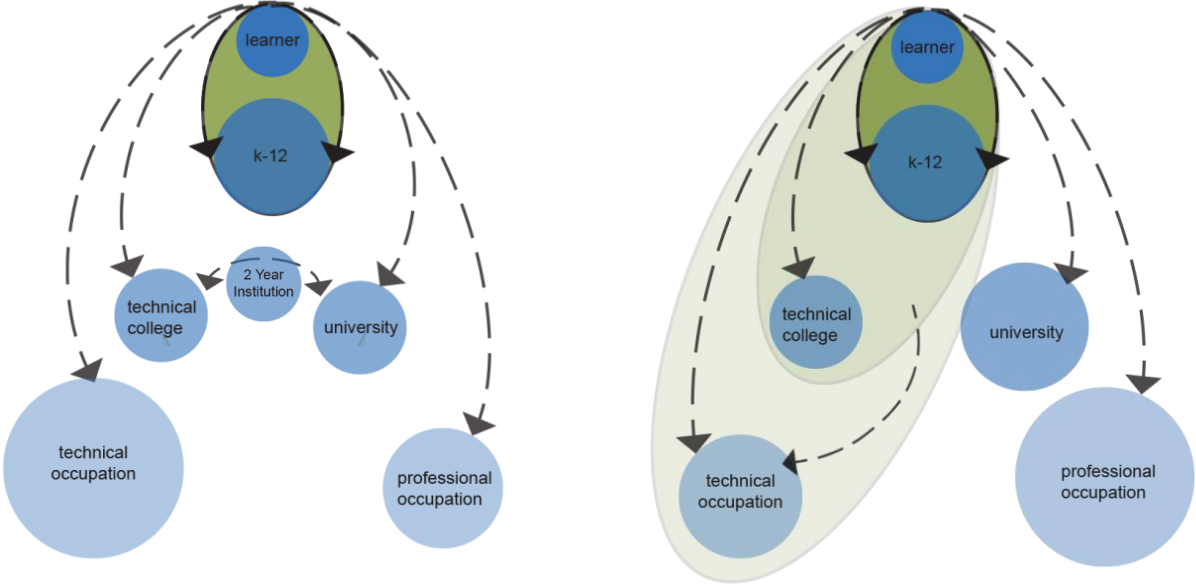 learner
k-12
2 Year
Institution
technical
college
university
technical
occupation
professional
occupation
learner
k-12
technical
college
university
technical
occupation
professional
occupation